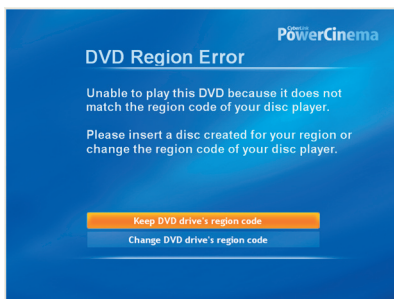 CyberLink
PowerCinema
DVD Region Error
Unable to play this DVD because it does not
match the region code of your disc player.
Please insert a disc created for your region or
change the region code of your disc player.
Keep DVD drive's region code
Change DVD drive's region code